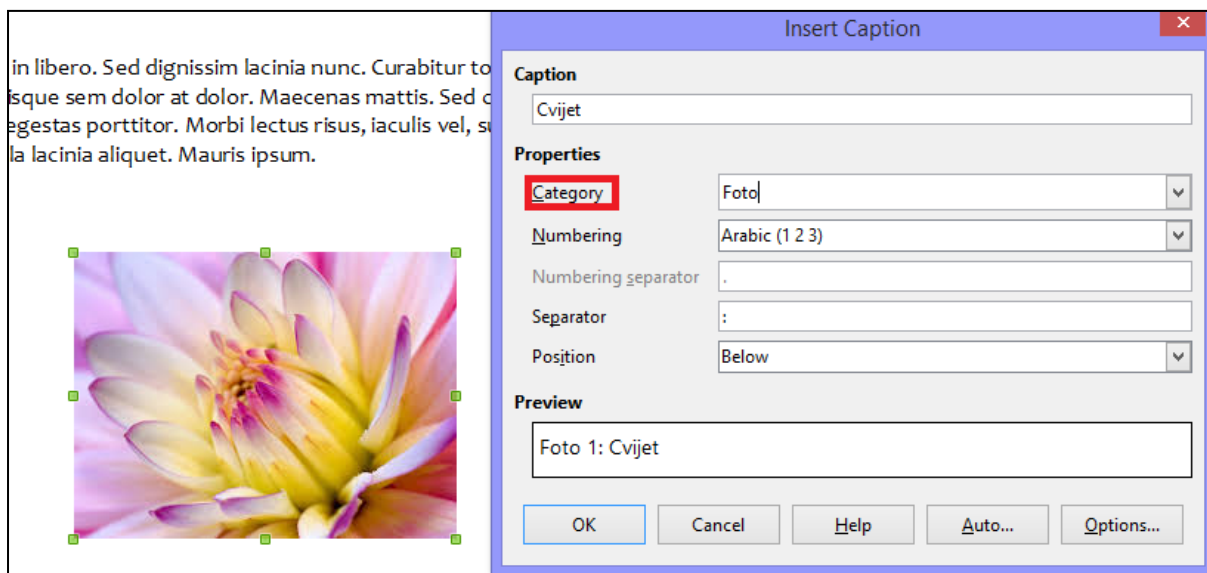 in libero. Sed dignissim lacinia nunc. Curabitur to
isque sem dolor at dolor. Maecenas mattis. Sed
egestas porttitor. Morbi lectus risus, iaculis vel,
la lacinia aliquet. Mauris ipsum.
Insert Caption
Caption
Cvijet
Properties
Category Foto
Numbering Arabic (1 2 3)
Numbering separator .
Separator :
Position Below
Preview
Foto 1: Cvijet
OK Cancel Help Auto... Options...